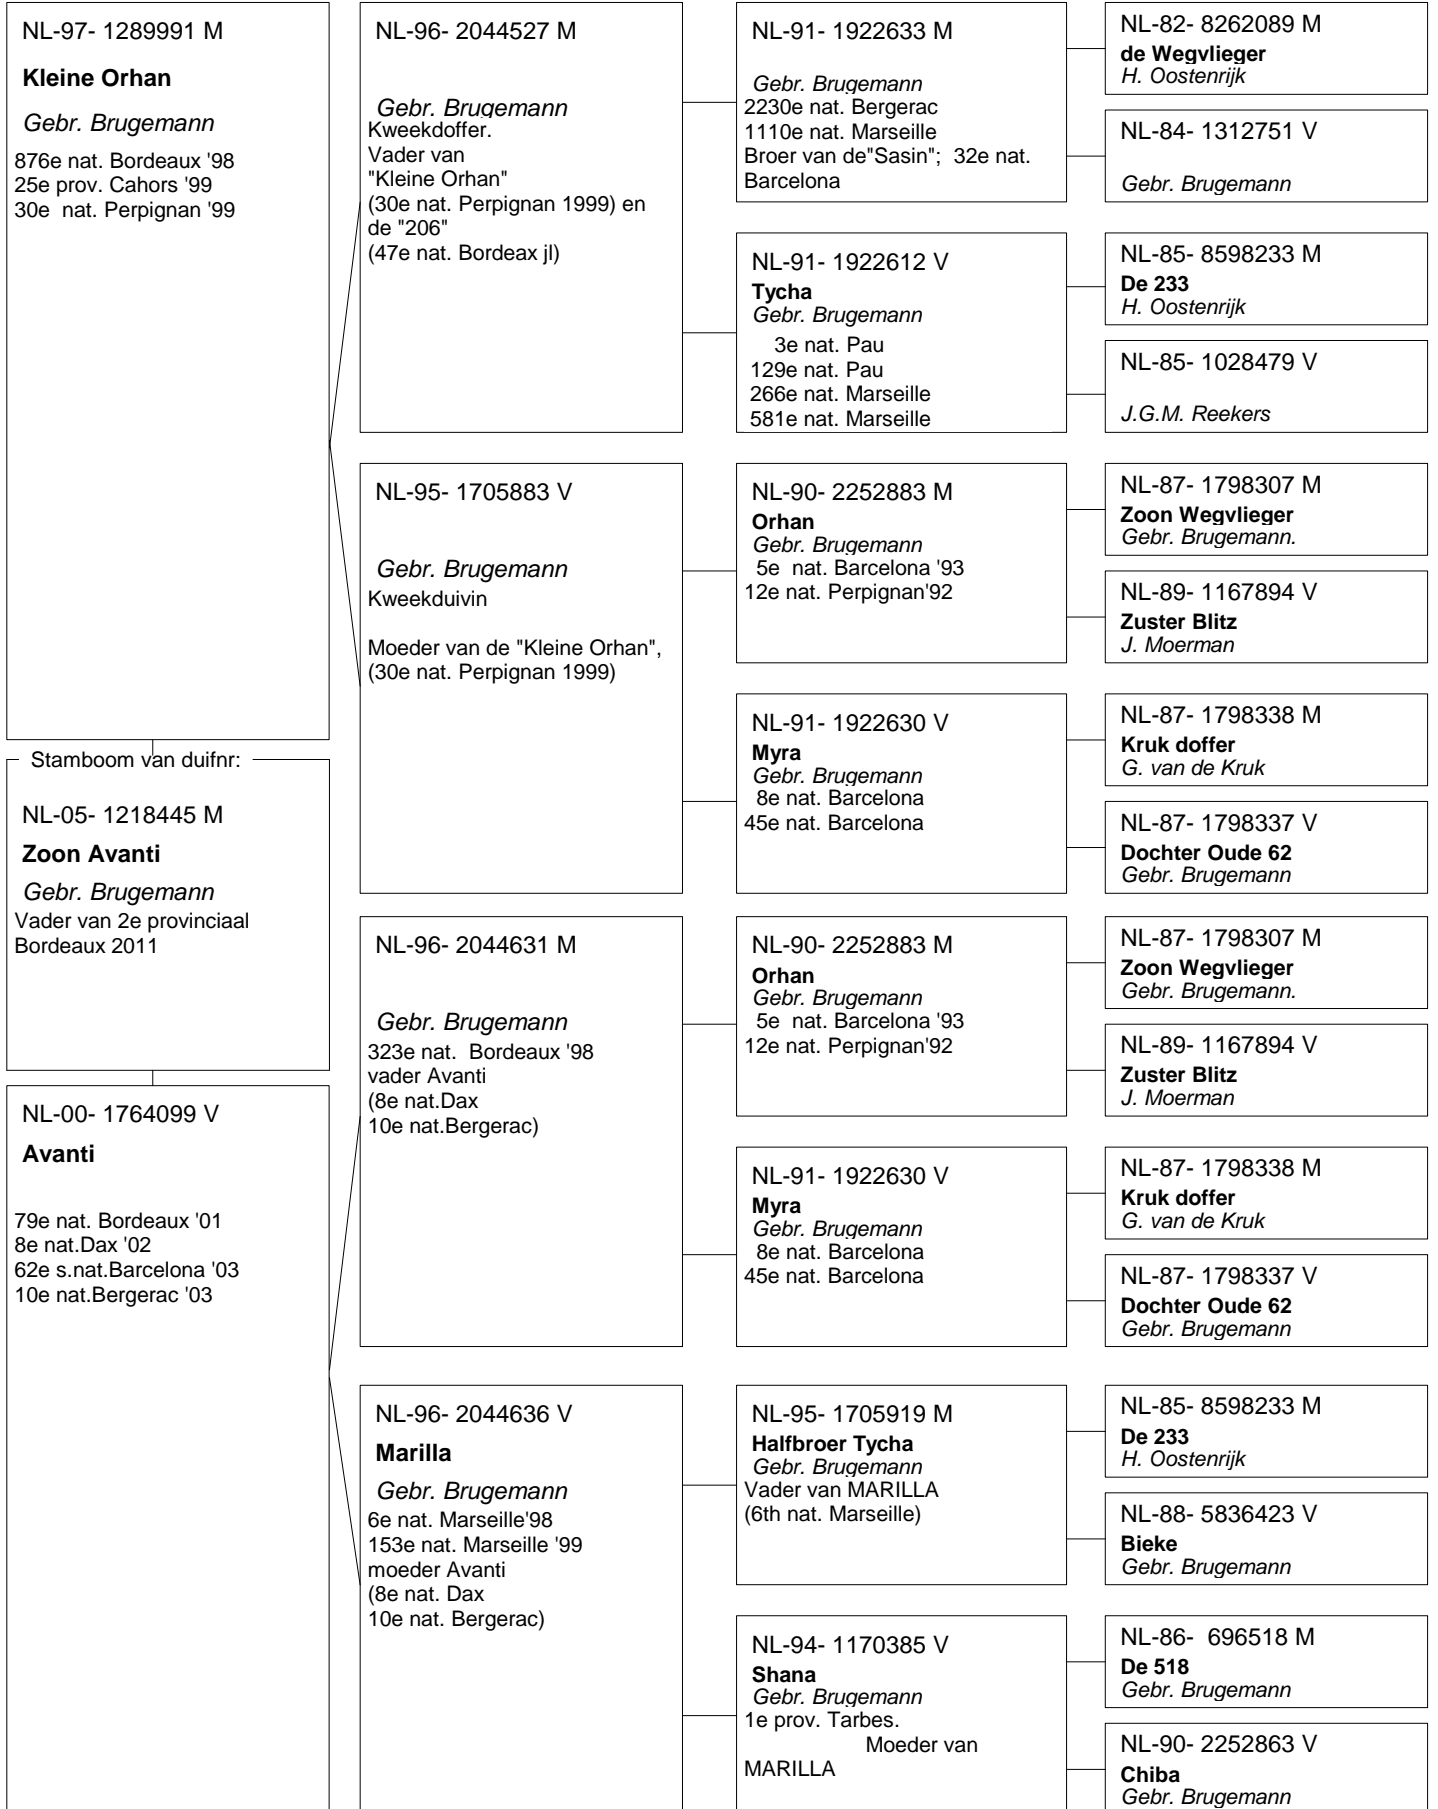 NL-97- 1289991 M
Kleine Orhan
Gebr. Brugemann
876e nat. Bordeaux '98
25e prov. Cahors '99
30e  nat. Perpignan '99
Stamboom van duifnr:
NL-05- 1218445 M
Zoon Avanti
Gebr. Brugemann
Vader van 2e provinciaal
Bordeaux 2011
NL-00- 1764099 V
Avanti
79e nat. Bordeaux '01
8e nat.Dax '02
62e s.nat.Barcelona '03
10e nat.Bergerac '03
NL-96- 2044527 M
Gebr. Brugemann
Kweekdoffer.
Vader van
"Kleine Orhan"
(30e nat. Perpignan 1999) en
de "206"
(47e nat. Bordeax jl)
NL-95- 1705883 V
Gebr. Brugemann
Kweekduivin
Moeder van de "Kleine Orhan",
(30e nat. Perpignan 1999)
NL-96- 2044631 M
Gebr. Brugemann
323e nat.  Bordeaux '98
vader Avanti
(8e nat.Dax
10e nat.Bergerac)
NL-96- 2044636 V
Marilla
Gebr. Brugemann
6e nat. Marseille'98
153e nat. Marseille '99
moeder Avanti
(8e nat. Dax
10e nat. Bergerac)
NL-91- 1922633 M
Gebr. Brugemann
2230e nat. Bergerac
1110e nat. Marseille
Broer van de"Sasin";  32e nat.
Barcelona
NL-91- 1922612 V
Tycha
Gebr. Brugemann
3e nat. Pau
129e nat. Pau
266e nat. Marseille
581e nat. Marseille
NL-90- 2252883 M
Orhan
Gebr. Brugemann
5e  nat. Barcelona '93
12e nat. Perpignan'92
NL-91- 1922630 V
Myra
Gebr. Brugemann
8e nat. Barcelona
45e nat. Barcelona
NL-90- 2252883 M
Orhan
Gebr. Brugemann
5e  nat. Barcelona '93
12e nat. Perpignan'92
NL-91- 1922630 V
Myra
Gebr. Brugemann
8e nat. Barcelona
45e nat. Barcelona
NL-95- 1705919 M
Halfbroer Tycha
Gebr. Brugemann
Vader van MARILLA
(6th nat. Marseille)
NL-94- 1170385 V
Shana
Gebr. Brugemann
1e prov. Tarbes.
Moeder van
MARILLA
NL-82- 8262089 M
de Wegvlieger
H. Oostenrijk
NL-84- 1312751 V
Gebr. Brugemann
NL-85- 8598233 M
De 233
H. Oostenrijk
NL-85- 1028479 V
J.G.M. Reekers
NL-87- 1798307 M
Zoon Wegvlieger
Gebr. Brugemann.
NL-89- 1167894 V
Zuster Blitz
J. Moerman
NL-87- 1798338 M
Kruk doffer
G. van de Kruk
NL-87- 1798337 V
Dochter Oude 62
Gebr. Brugemann
NL-87- 1798307 M
Zoon Wegvlieger
Gebr. Brugemann.
NL-89- 1167894 V
Zuster Blitz
J. Moerman
NL-87- 1798338 M
Kruk doffer
G. van de Kruk
NL-87- 1798337 V
Dochter Oude 62
Gebr. Brugemann
NL-85- 8598233 M
De 233
H. Oostenrijk
NL-88- 5836423 V
Bieke
Gebr. Brugemann
NL-86-  696518 M
De 518
Gebr. Brugemann
NL-90- 2252863 V
Chiba
Gebr. Brugemann